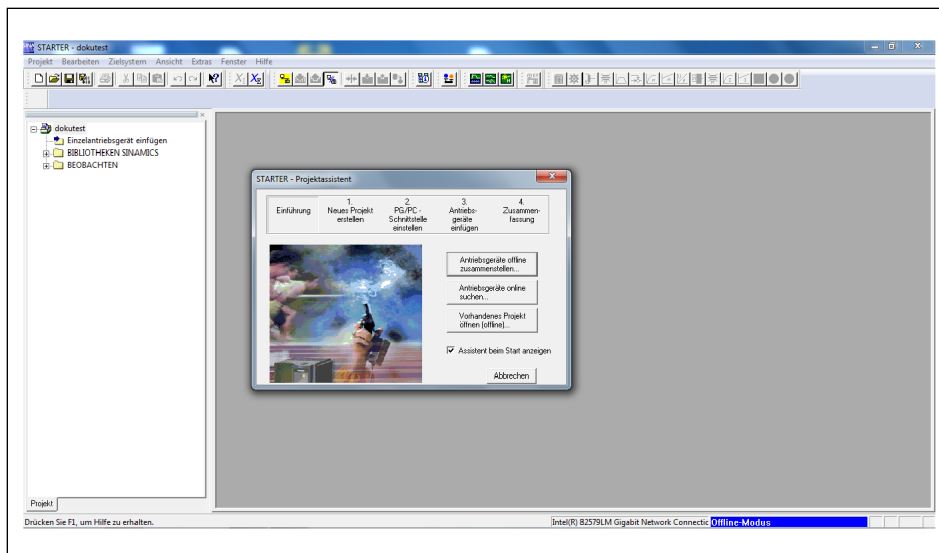 STARTER - dokutest
Projekt Bearbeiten Zielsystem Ansicht Extras Fenster Hilfe
dokutest
Einzelantriebsgerät einfügen
BIBLIOTHEKEN SINAMICS
BEOBACHTEN
STARTER - Projektassistent
Einführung
1.
Neues Projekt
erstellen
2.
PG/PC -
Schnittstelle
einstellen
3.
Antriebs-
geräte
einfügen
4.
Zusammen-
fassung
Antriebsgeräte offline
zusammenstellen...
Antriebsgeräte online
suchen...
Vorhandenes Projekt
öffnen (offline)...
Assistent beim Start anzeigen
Abbrechen
Projekt
Drücken Sie F1, um Hilfe zu erhalten.
Intel(R) 82579LM Gigabit Network Connectic
Offline-Modus